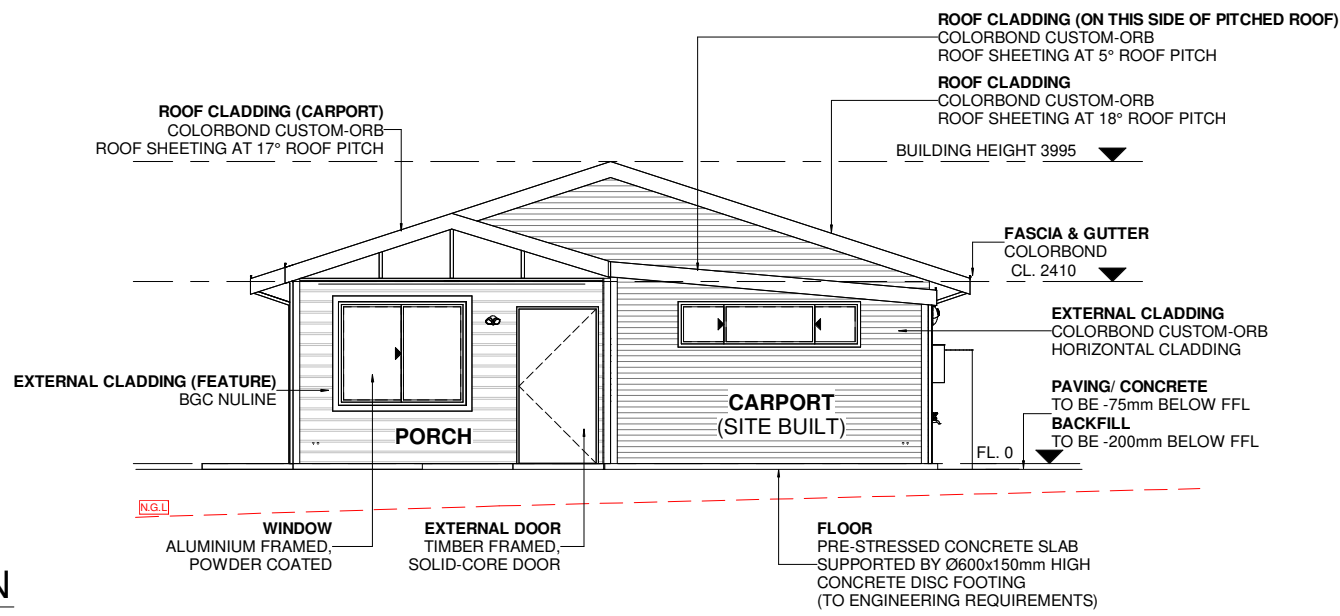 ROOF CLADDING (ON THIS SIDE OF PITCHED ROOF)
COLORBOND CUSTOM-ORB
ROOF SHEETING AT 5° ROOF PITCH
ROOF CLADDING
COLORBOND CUSTOM-ORB
ROOF SHEETING AT 18° ROOF PITCH
ROOF CLADDING (CARPORT)
COLORBOND CUSTOM-ORB
ROOF SHEETING AT 17° ROOF PITCH
BUILDING HEIGHT 3995
FASCIA & GUTTER
COLORBOND
CL. 2410
EXTERNAL CLADDING
COLORBOND CUSTOM-ORB
HORIZONTAL CLADDING
EXTERNAL CLADDING (FEATURE)
BGC NULINE
PAVING/ CONCRETE
TO BE -75mm BELOW FFL
BACKFILL
TO BE -200mm BELOW FFL
CARPORT
(SITE BUILT)
PORCH
FL. 0
N.G.L
WINDOW
ALUMINIUM FRAMED,
POWDER COATED
EXTERNAL DOOR
TIMBER FRAMED,
SOLID-CORE DOOR
FLOOR
PRE-STRESSED CONCRETE SLAB
SUPPORTED BY Ø600x150mm HIGH
CONCRETE DISC FOOTING
(TO ENGINEERING REQUIREMENTS)
N